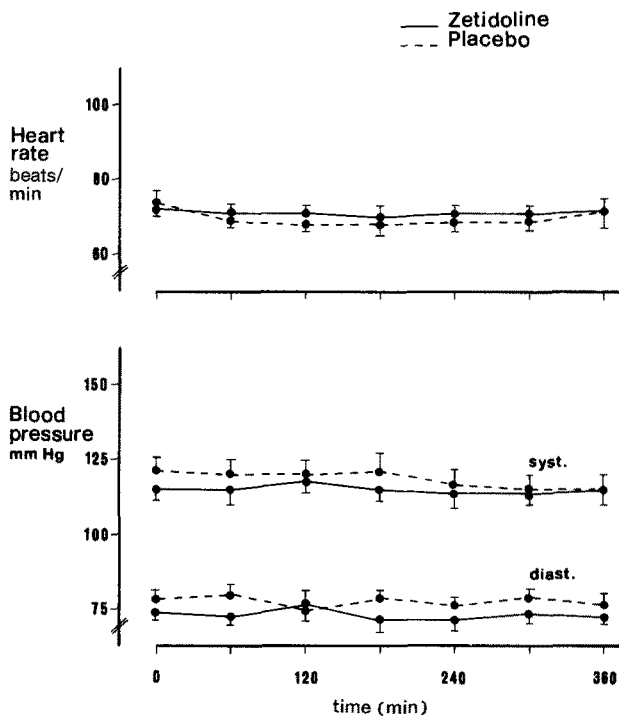 Zetidoline
Placebo
Heart
rate
beats/
min
100
80
60
Blood
pressure
mm Hg
150
125
100
75
syst.
diast.
0
120
240
360
time (min)